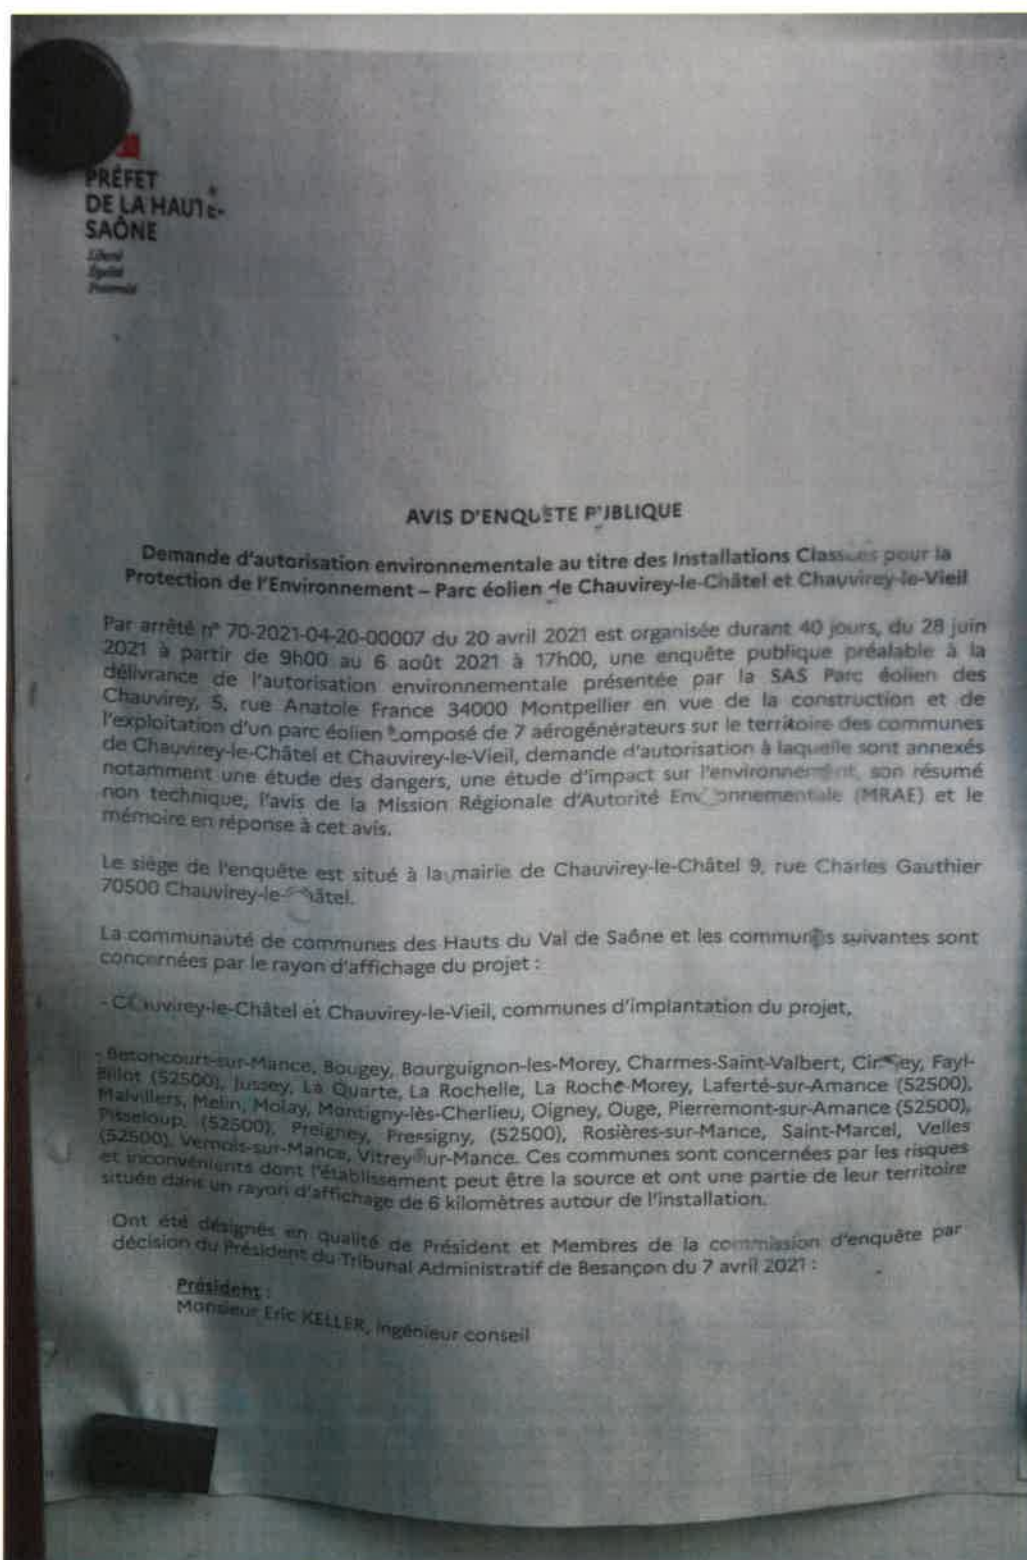 PRÉFET
DE LA HAUTE-
SAÔNE
Liberté
Égalité
Fraternité
AVIS D'ENQUÊTE PUBLIQUE
Demande d'autorisation environnementale au titre des Installations Classées pour la
Protection de l'Environnement – Parc éolien de Chauvirey-le-Châtel et Chauvirey-le-Vieil
Par arrêté n° 70-2021-04-20-00007 du 20 avril 2021 est organisée durant 40 jours, du 28 juin
2021 à partir de 9h00 au 6 août 2021 à 17h00, une enquête publique préalable à la
délivrance de l'autorisation environnementale présentée par la SAS Parc éolien des
Chauvirey, 5, rue Anatole France 34000 Montpellier en vue de la construction et de
l'exploitation d'un parc éolien composé de 7 aérogénérateurs sur le territoire des communes
de Chauvirey-le-Châtel et Chauvirey-le-Vieil, demande d'autorisation à laquelle sont annexés
notamment une étude des dangers, une étude d'impact sur l'environnement, son résumé
non technique, l'avis de la Mission Régionale d'Autorité Environnementale (MRAE) et le
mémoire en réponse à cet avis.
Le siège de l'enquête est situé à la mairie de Chauvirey-le-Châtel 9, rue Charles Gauthier
70500 Chauvirey-le-Châtel.
La communauté de communes des Hauts du Val de Saône et les communes suivantes sont
concernées par le rayon d'affichage du projet :
- Chauvirey-le-Châtel et Chauvirey-le-Vieil, communes d'implantation du projet,
- Betoncourt-sur-Mance, Bougey, Bourguignon-les-Morey, Charmes-Saint-Valbert, Cintrey, Fayl-
Billot (52500), Jussey, La Quarte, La Rochelle, La Roche-Morey, Laferté-sur-Amance (52500),
Malvillers, Melin, Molay, Montigny-lès-Cherlieu, Oigney, Ouge, Pierremont-sur-Amance (52500),
Pisseloup, (52500), Preigney, Pressigny, (52500), Rosières-sur-Mance, Saint-Marcel, Velles
(52500), Vernois-sur-Mance, Vitrey-sur-Mance. Ces communes sont concernées par les risques
et inconvénients dont l'établissement peut être la source et ont une partie de leur territoire
située dans un rayon d'affichage de 6 kilomètres autour de l'installation.
Ont été désignés en qualité de Président et Membres de la commission d'enquête par
décision du Président du Tribunal Administratif de Besançon du 7 avril 2021 :
Président :
Monsieur Eric KELLER, ingénieur conseil